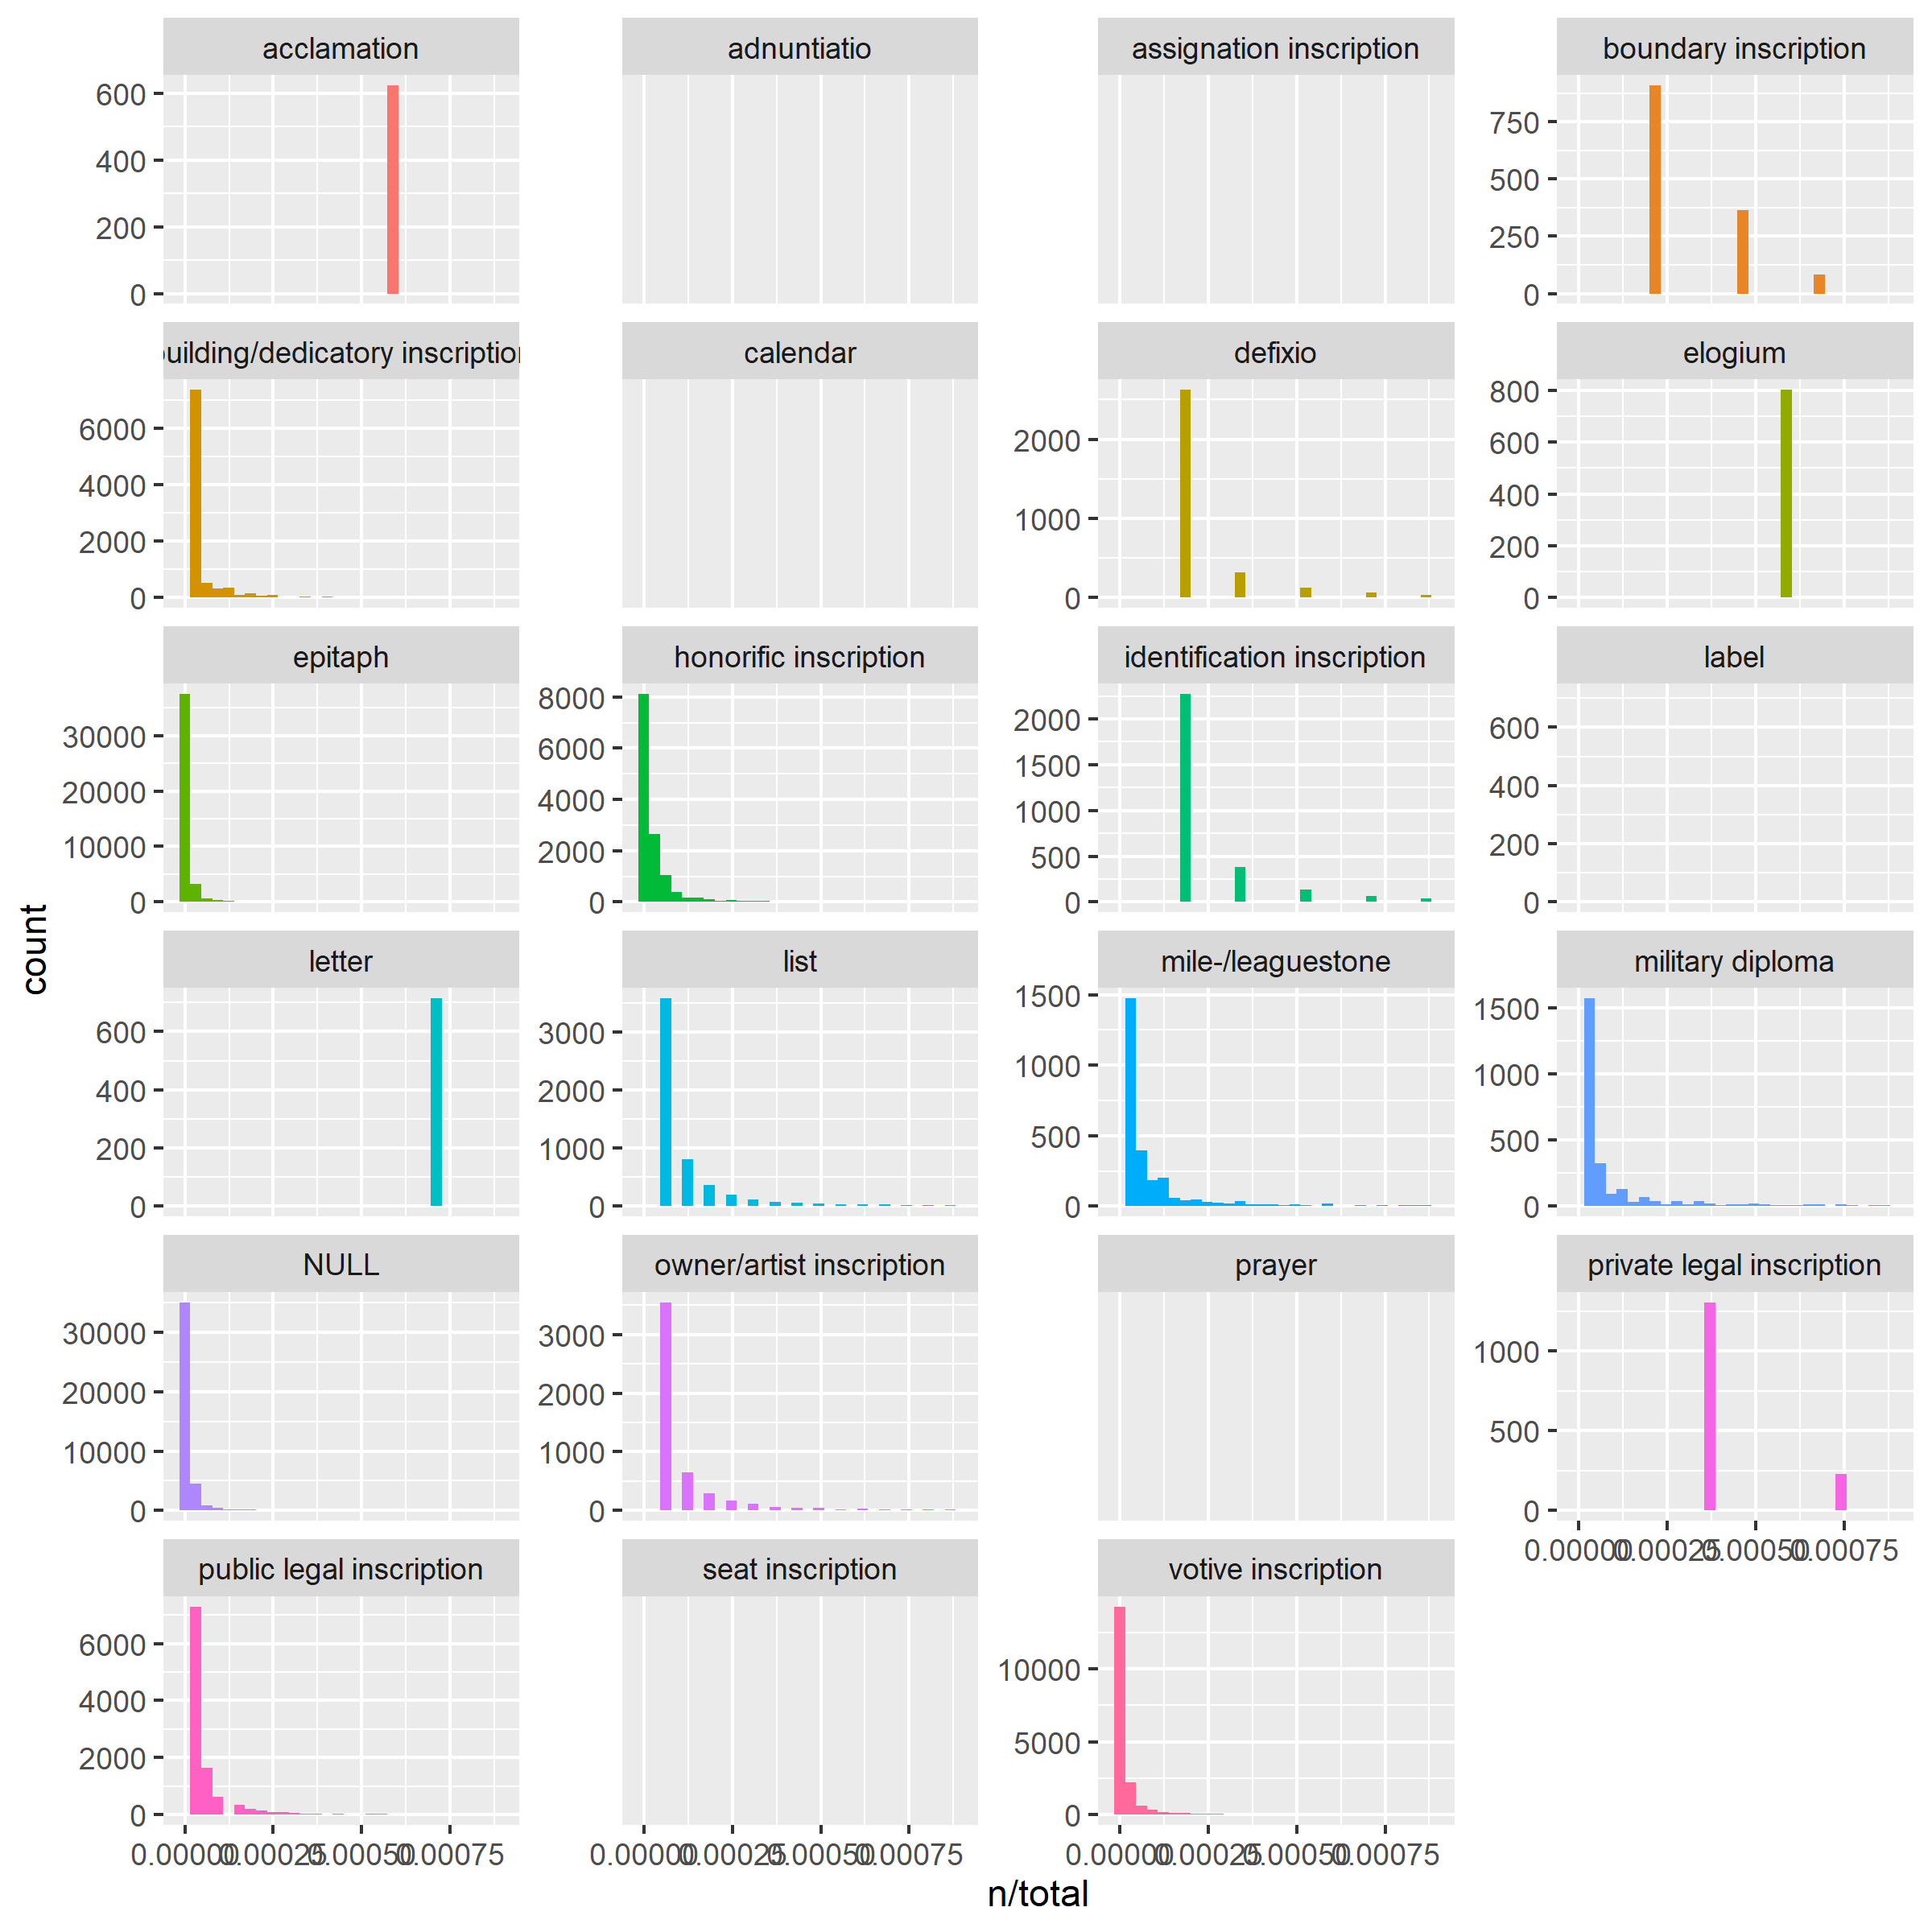 acclamation
adnuntiatio
assignation inscription
boundary inscription
600
400
200
0
750
500
250
0
uilding/dedicatory inscription
calendar
defixio
elogium
6000
4000
2000
0
2000
1000
0
800
600
400
200
0
epitaph
honorific inscription
identification inscription
label
30000
20000
10000
0
8000
6000
4000
2000
0
2000
1500
1000
500
0
600
400
200
0
letter
list
mile-/leaguestone
military diploma
600
400
200
0
3000
2000
1000
0
1500
1000
500
0
1500
1000
500
0
NULL
owner/artist inscription
prayer
private legal inscription
30000
20000
10000
0
3000
2000
1000
0
1000
500
0
0.00000 0.00025 0.00050 0.00075
public legal inscription
seat inscription
votive inscription
6000
4000
2000
0
10000
5000
0
0.00000 0.00025 0.00050 0.00075
0.00000 0.00025 0.00050 0.00075
0.00000 0.00025 0.00050 0.00075
count
n/total